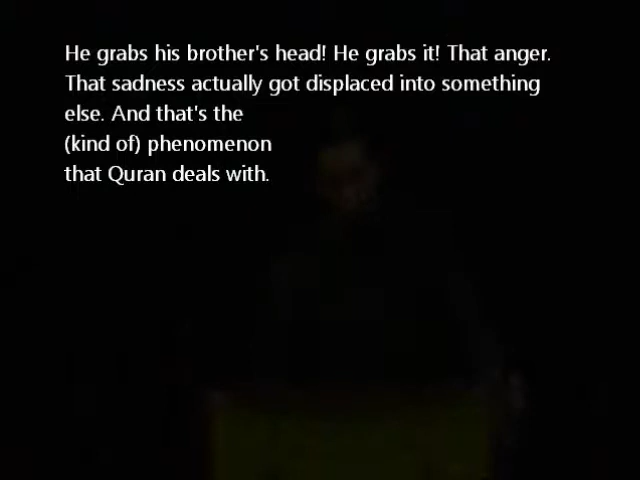 He grabs his brother's head! He grabs it! That anger.
That sadness actually got displaced into something
else. And that's the
(kind of) phenomenon
that Quran deals with.